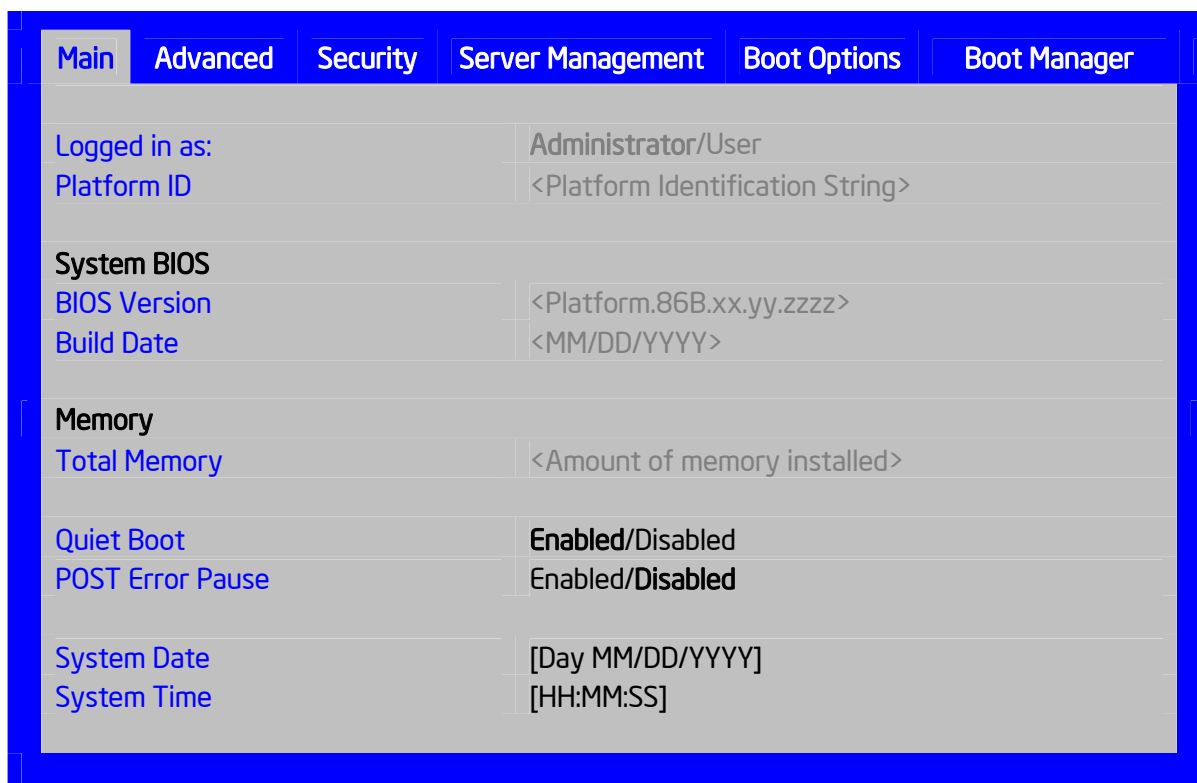 Main Advanced Security Server Management Boot Options Boot Manager
Logged in as: Administrator/User
Platform ID <Platform Identification String>
System BIOS
BIOS Version <Platform.86B.xx.yy.zzzz>
Build Date <MM/DD/YYYY>
Memory
Total Memory <Amount of memory installed>
Quiet Boot Enabled/Disabled
POST Error Pause Enabled/Disabled
System Date [Day MM/DD/YYYY]
System Time [HH:MM:SS]